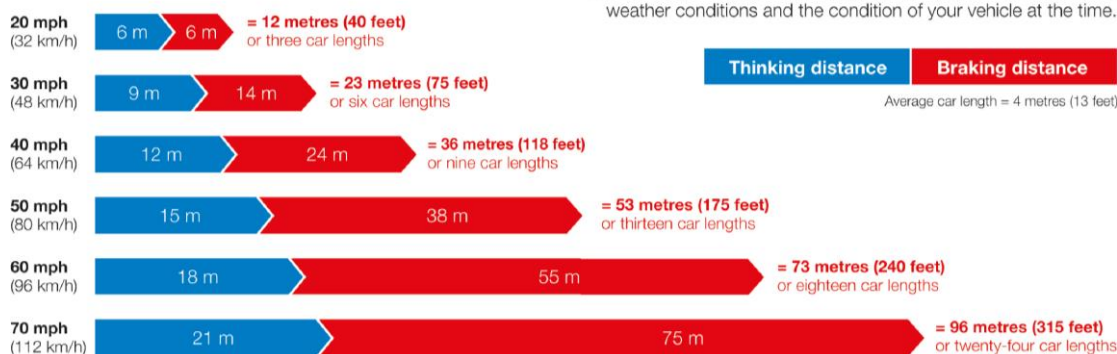 weather conditions and the condition of your vehicle at the time.
Thinking distance Braking distance
Average car length = 4 metres (13 feet)
20 mph
(32 km/h)
6 m 6 m
= 12 metres (40 feet)
or three car lengths
30 mph
(48 km/h)
9 m 14 m
= 23 metres (75 feet)
or six car lengths
40 mph
(64 km/h)
12 m 24 m
= 36 metres (118 feet)
or nine car lengths
50 mph
(80 km/h)
15 m 38 m
= 53 metres (175 feet)
or thirteen car lengths
60 mph
(96 km/h)
18 m 55 m
= 73 metres (240 feet)
or eighteen car lengths
70 mph
(112 km/h)
21 m 75 m
= 96 metres (315 feet)
or twenty-four car lengths